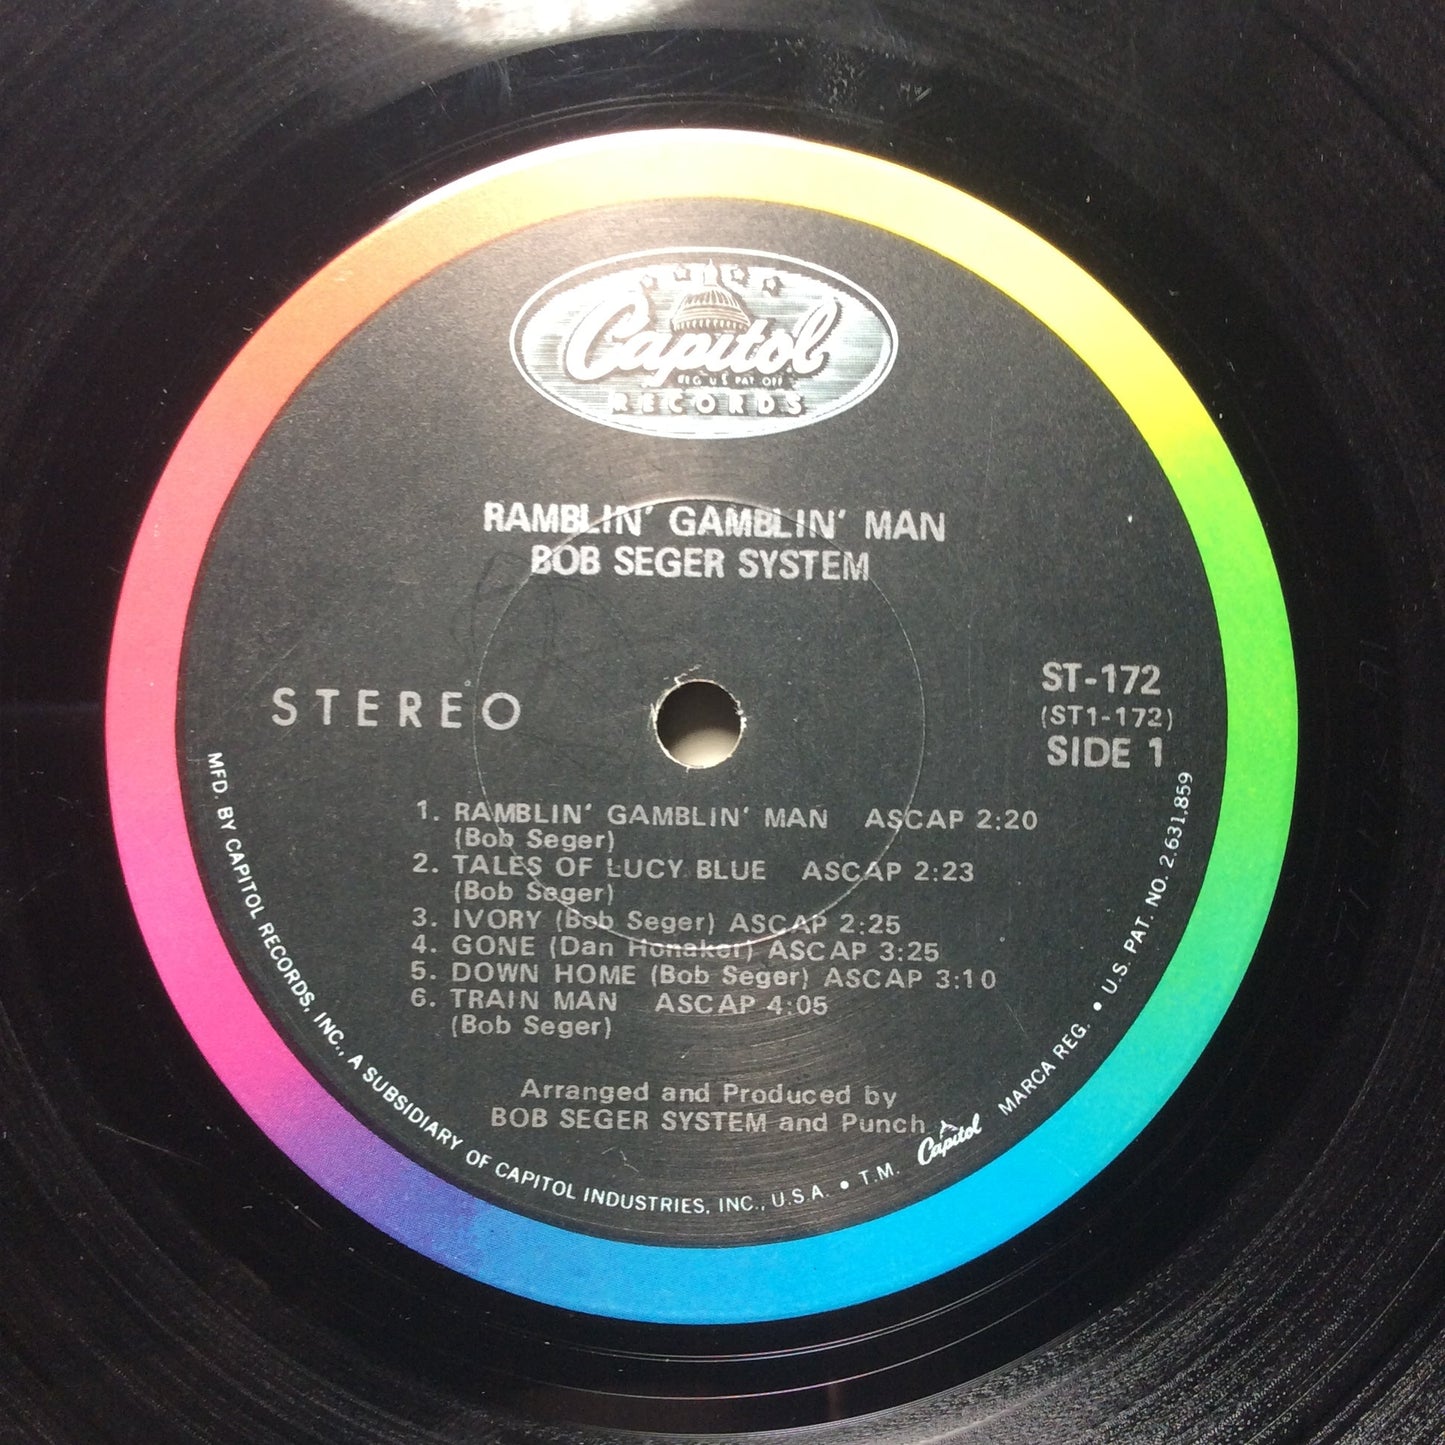 Capitol
REG. U.S. PAT. OFF.
RECORDS
RAMBLIN' GAMBLIN' MAN
BOB SEGER SYSTEM
STEREO
ST-172
(ST1-172)
SIDE 1
1. RAMBLIN' GAMBLIN' MAN ASCAP 2:20
(Bob Seger)
2. TALES OF LUCY BLUE ASCAP 2:23
(Bob Seger)
3. IVORY (Bob Seger) ASCAP 2:25
4. GONE (Dan Honaker) ASCAP 3:25
5. DOWN HOME (Bob Seger) ASCAP 3:10
6. TRAIN MAN ASCAP 4:05
(Bob Seger)
Arranged and Produced by
BOB SEGER SYSTEM and Punch
MFD. BY CAPITOL RECORDS, INC., A SUBSIDIARY OF CAPITOL INDUSTRIES, INC., U.S.A. • T.M. Capitol MARCA REG. • U.S. PAT. NO. 2.631.859